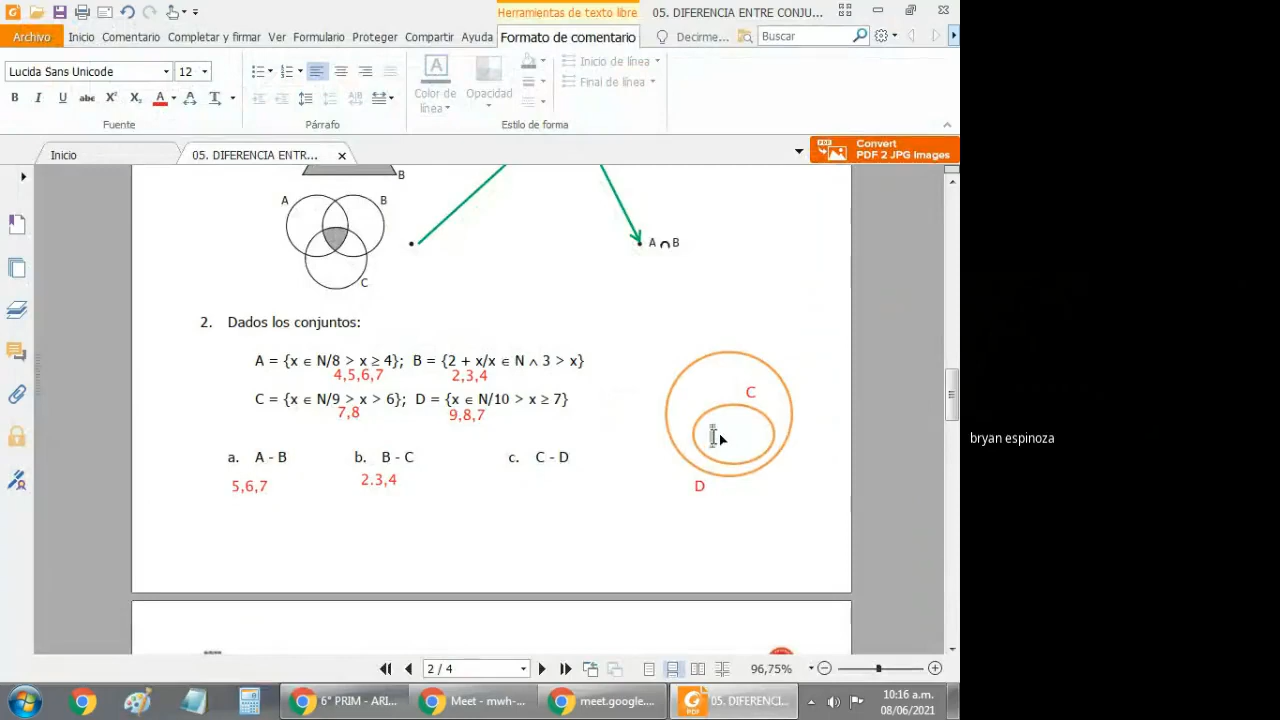 Herramientas de texto libre
05. DIFERENCIA ENTRE CONJU...
Archivo Inicio Comentario Completar y firmar Ver Formulario Proteger Compartir Ayuda Formato de comentario Decirme... Buscar
Lucida Sans Unicode 12
Color de línea
Opacidad
Inicio de línea
Final de línea
Fuente Párrafo Estilo de forma
Inicio
05. DIFERENCIA ENTR...
Convert
PDF 2 JPG Images
B
A B
A ∩ B
C
2. Dados los conjuntos:
A = {x ∈ N/8 > x ≥ 4}; B = {2 + x/x ∈ N ∧ 3 > x}
4,5,6,7 2,3,4
C = {x ∈ N/9 > x > 6}; D = {x ∈ N/10 > x ≥ 7}
7,8 9,8,7
C
D
a. A - B b. B - C c. C - D
5,6,7 2.3,4
bryan espinoza
2 / 4
96,75%
6° PRIM - ARI...
Meet - mwh-...
meet.google....
05. DIFERENCI...
10:16 a.m.
08/06/2021